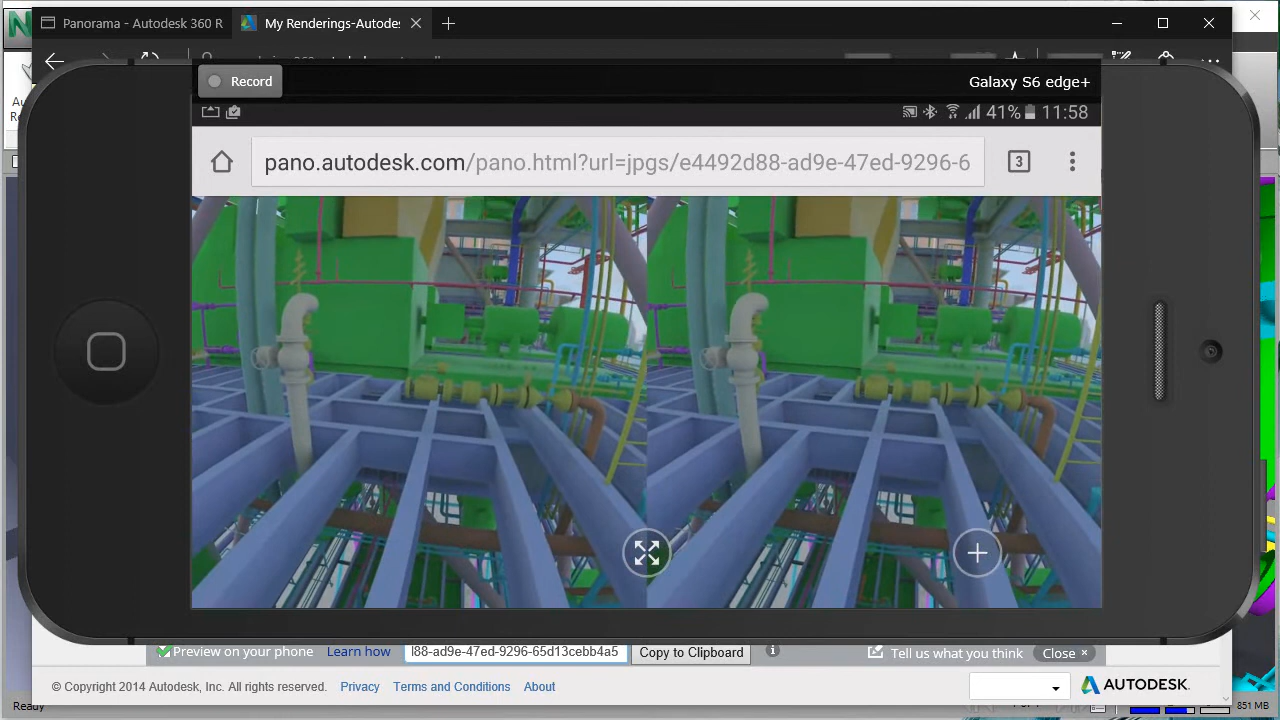 Panorama - Autodesk 360 R
My Renderings-Autodes
Record
Galaxy S6 edge+
41% 11:58
pano.autodesk.com/pano.html?url=jpgs/e4492d88-ad9e-47ed-9296-6
3
Preview on your phone Learn how l88-ad9e-47ed-9296-65d13cebb4a5 Copy to Clipboard Tell us what you think Close ×
© Copyright 2014 Autodesk, Inc. All rights reserved. Privacy Terms and Conditions About AUTODESK.
Ready 851 MB